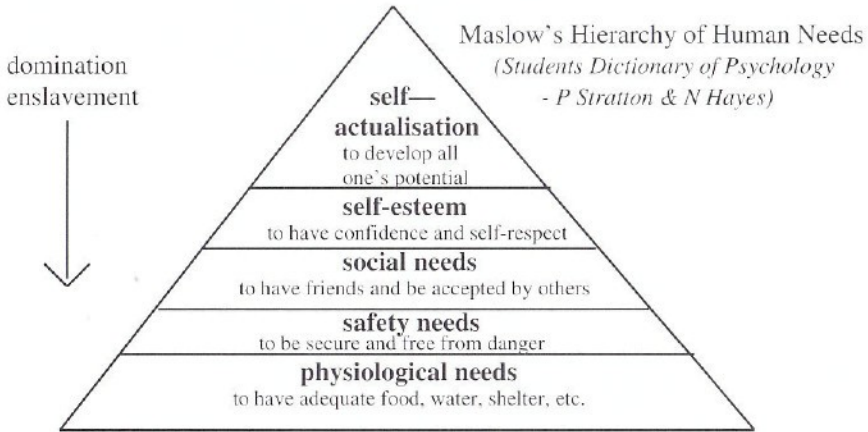 Maslow's Hierarchy of Human Needs
(Students Dictionary of Psychology
- P Stratton & N Hayes)
domination
enslavement
self—
actualisation
to develop all
one's potential
self-esteem
to have confidence and self-respect
social needs
to have friends and be accepted by others
safety needs
to be secure and free from danger
physiological needs
to have adequate food, water, shelter, etc.